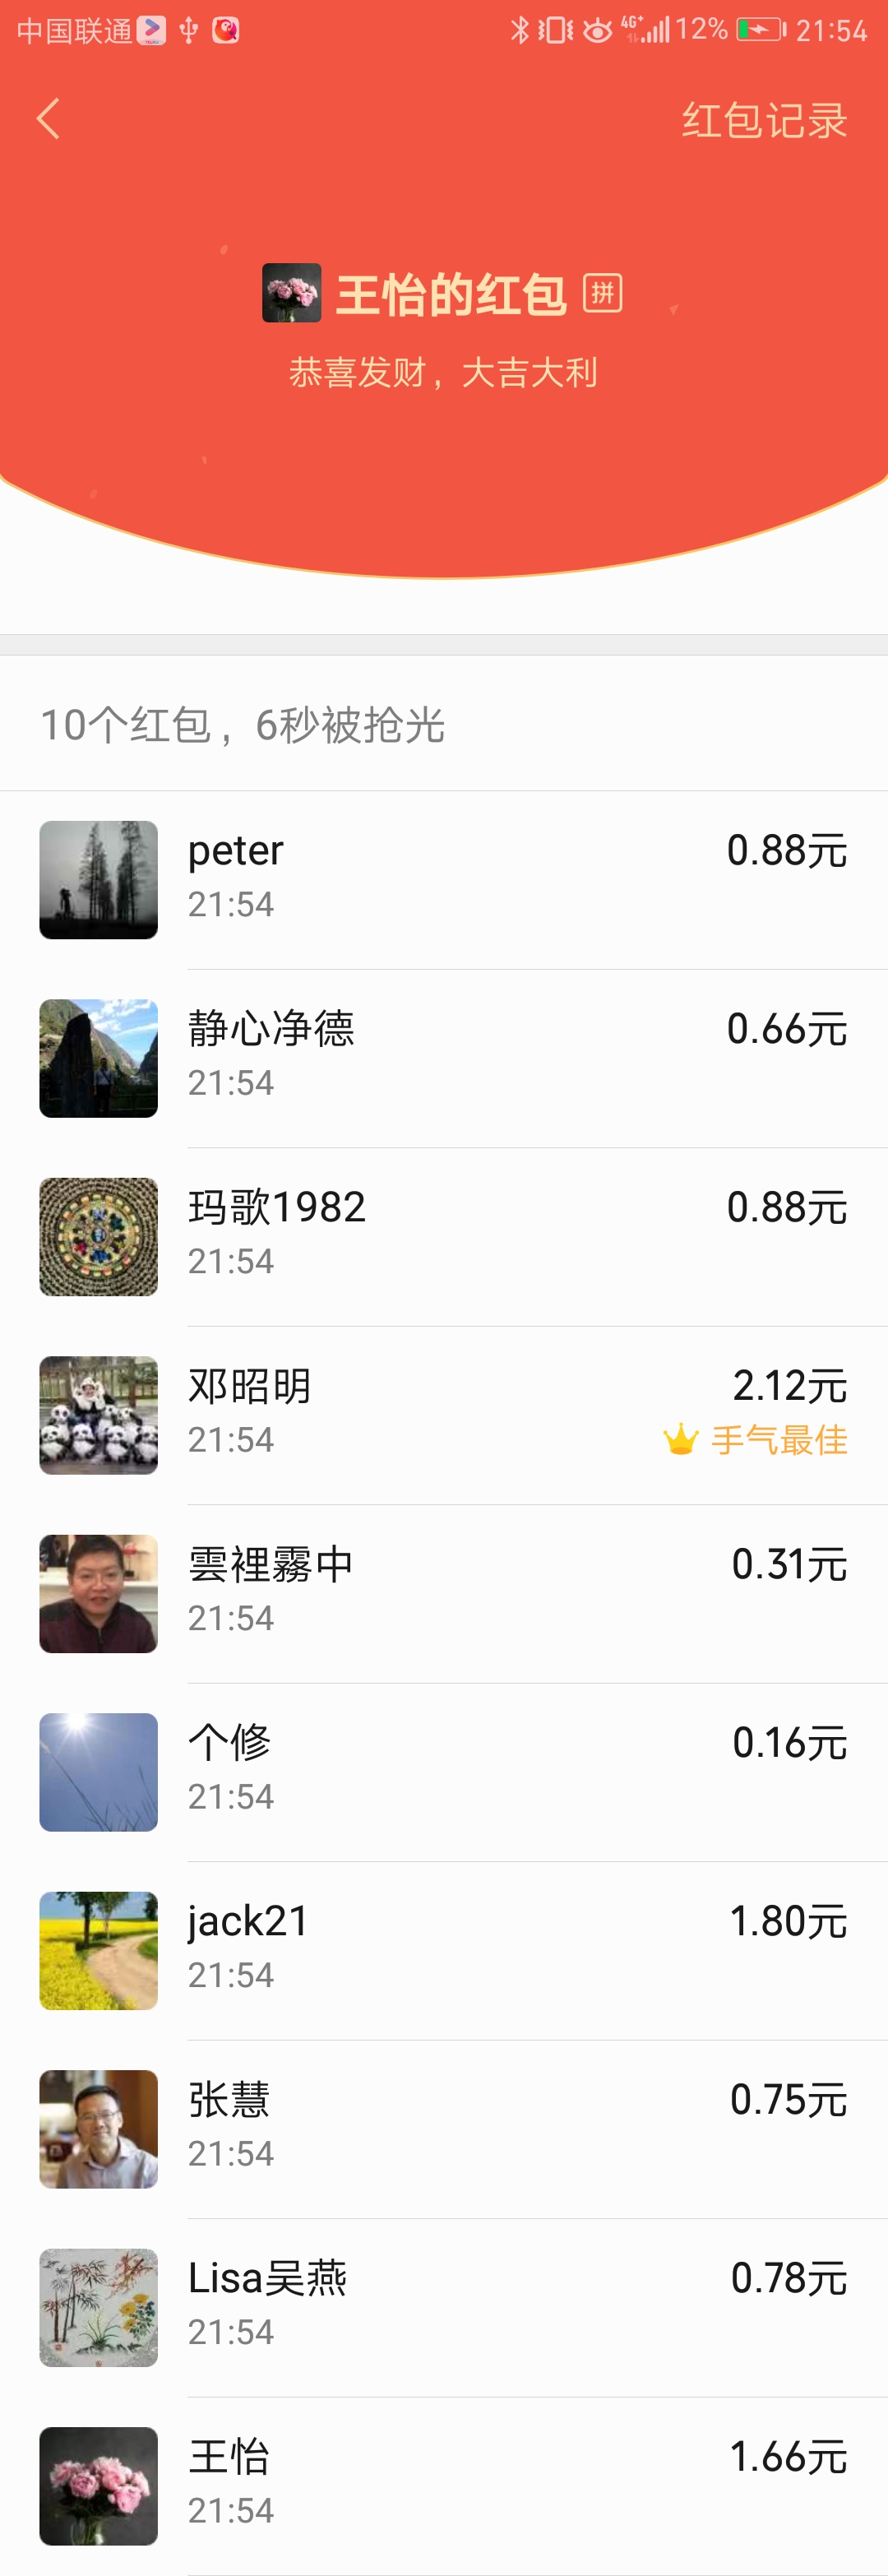 中国联通 4G+ 12% 21:54
红包记录
王怡的红包 拼
恭喜发财，大吉大利
10个红包，6秒被抢光
peter 0.88元
21:54
静心净德 0.66元
21:54
玛歌1982 0.88元
21:54
邓昭明 2.12元
21:54 手气最佳
雲裡霧中 0.31元
21:54
个修 0.16元
21:54
jack21 1.80元
21:54
张慧 0.75元
21:54
Lisa吴燕 0.78元
21:54
王怡 1.66元
21:54